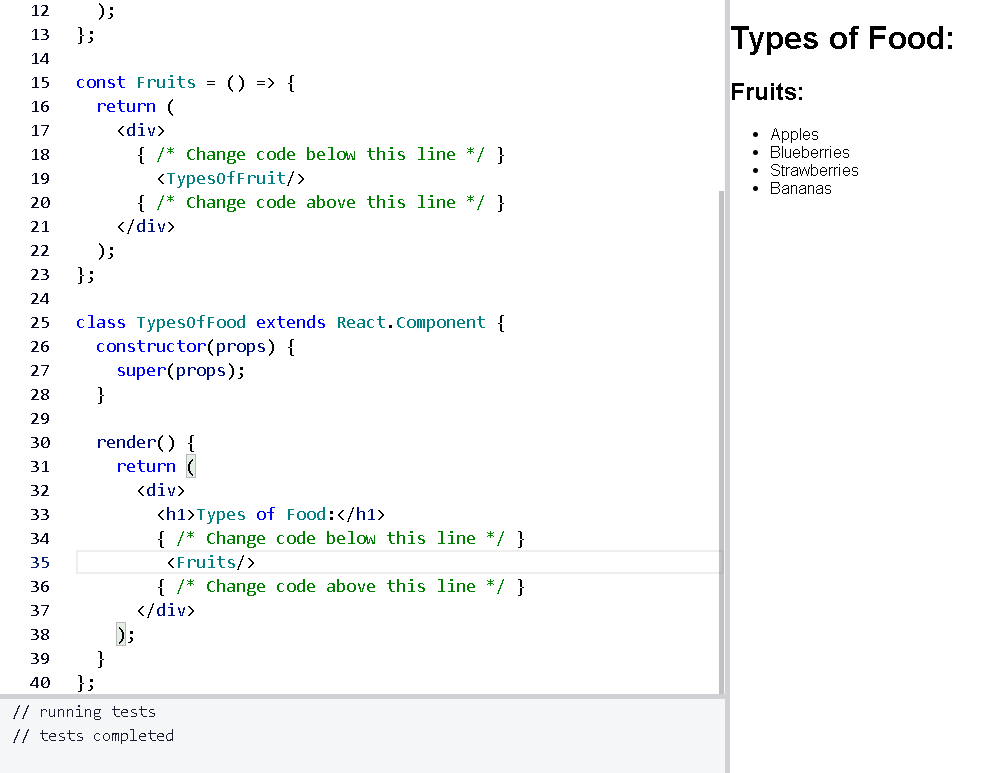 12 );
13 };
14
15 const Fruits = () => {
16 return (
17 <div>
18 { /* Change code below this line */ }
19 <TypesOfFruit/>
20 { /* Change code above this line */ }
21 </div>
22 );
23 };
24
25 class TypesOfFood extends React.Component {
26 constructor(props) {
27 super(props);
28 }
29
30 render() {
31 return (
32 <div>
33 <h1>Types of Food:</h1>
34 { /* Change code below this line */ }
35 <Fruits/>
36 { /* Change code above this line */ }
37 </div>
38 );
39 }
40 };
// running tests
// tests completed
Types of Food:
Fruits:
• Apples
• Blueberries
• Strawberries
• Bananas